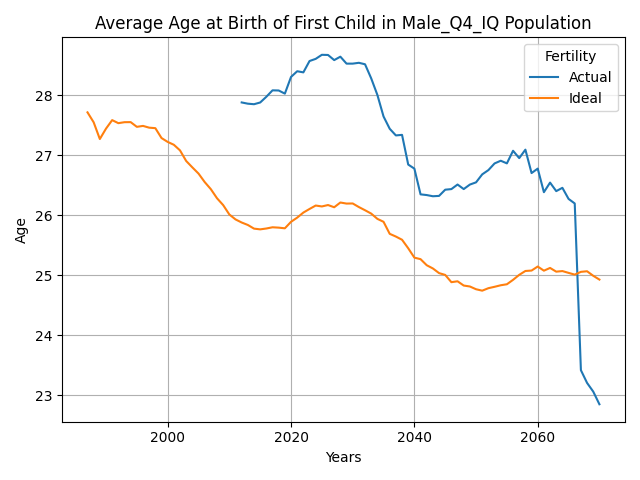 Average Age at Birth of First Child in Male_Q4_IQ Population
Fertility
Actual
Ideal
Age
28
27
26
25
24
23
2000
2020
2040
2060
Years